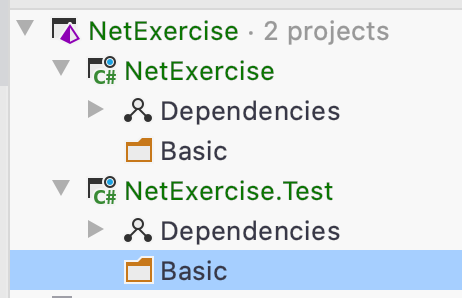 NetExercise · 2 projects
C# NetExercise
Dependencies
Basic
C# NetExercise.Test
Dependencies
Basic